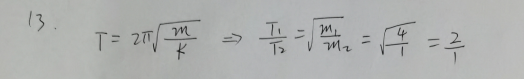 13. T = 2π√(m/K) ⇒ T₁/T₂ = √(m₁/m₂) = √(4/1) = 2/1